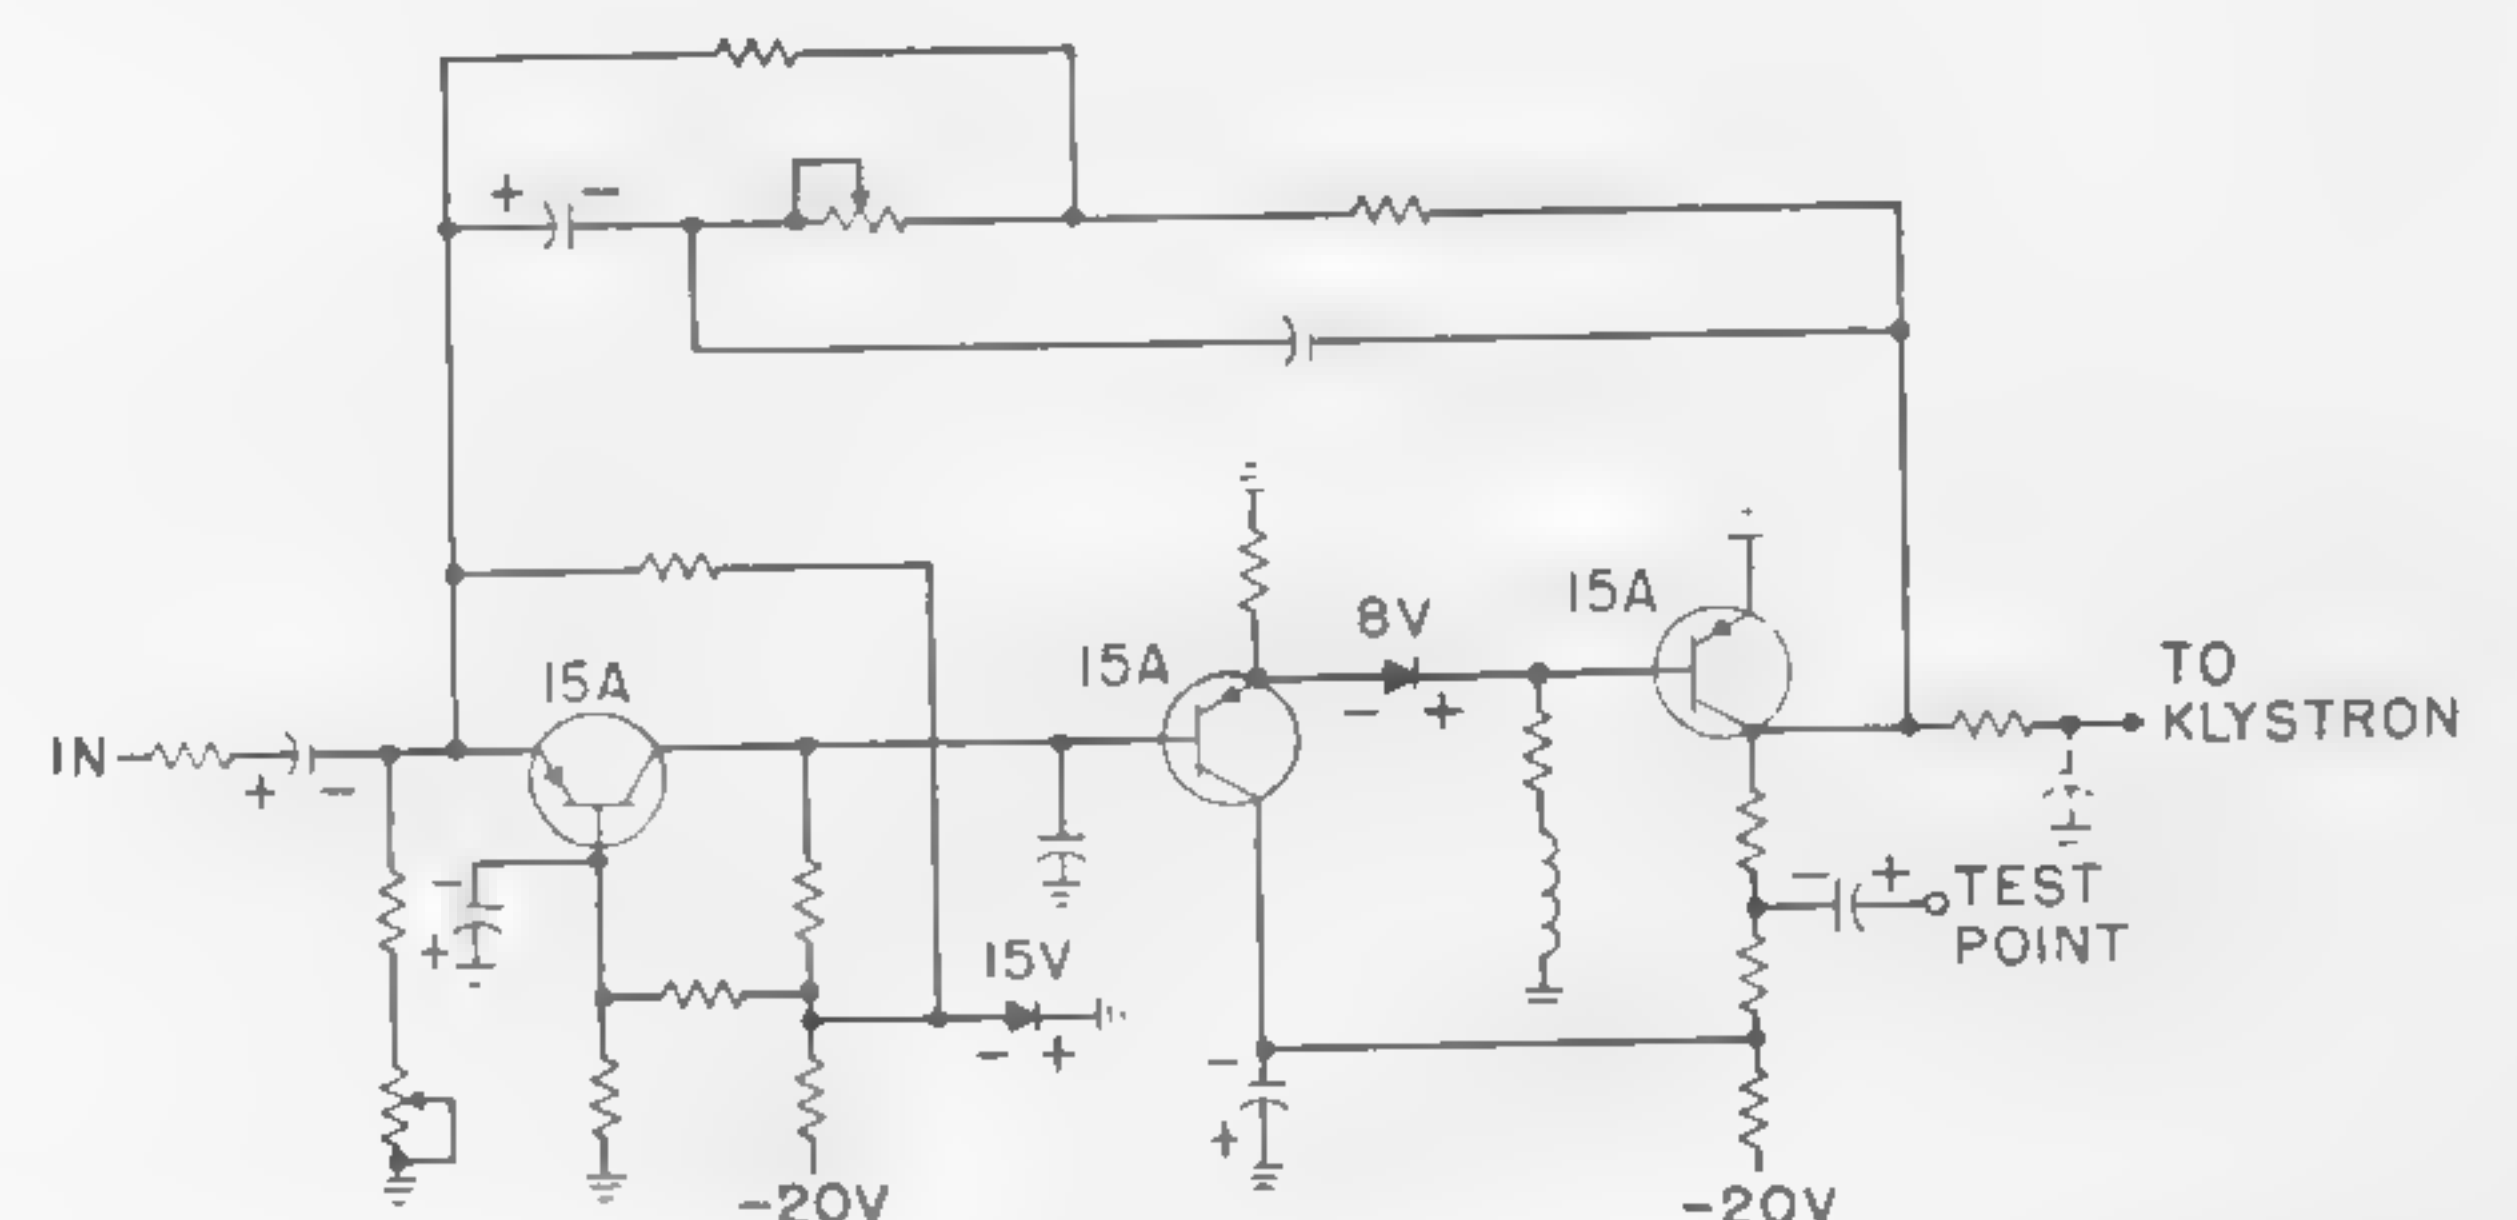 15A
8V
15A
15A
TO
KLYSTRON
IN
+
-
-
+
-
+
+
-
TEST
POINT
15V
-
+
-
+
-20V
-20V
+
-